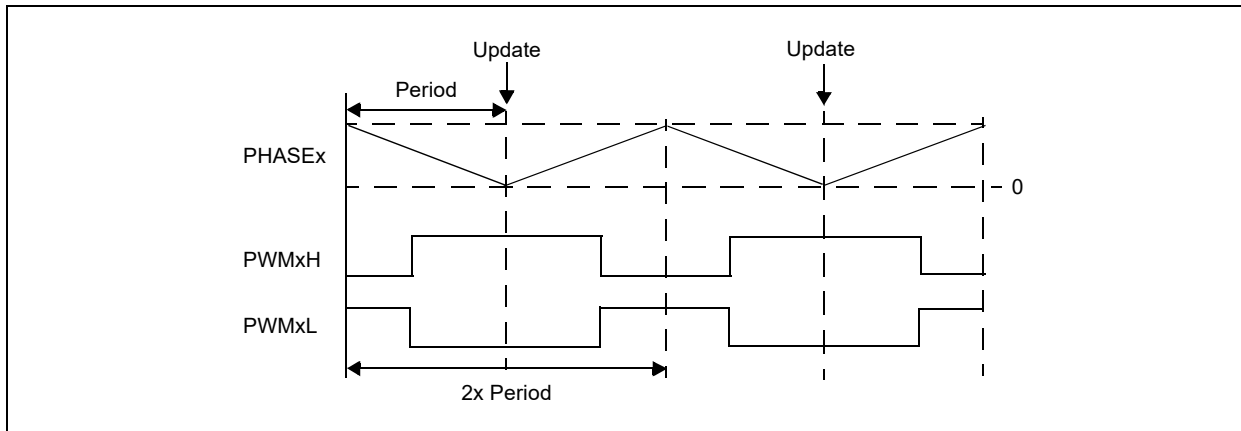 Update
Update
Period
PHASEx
0
PWMxH
PWMxL
2x Period